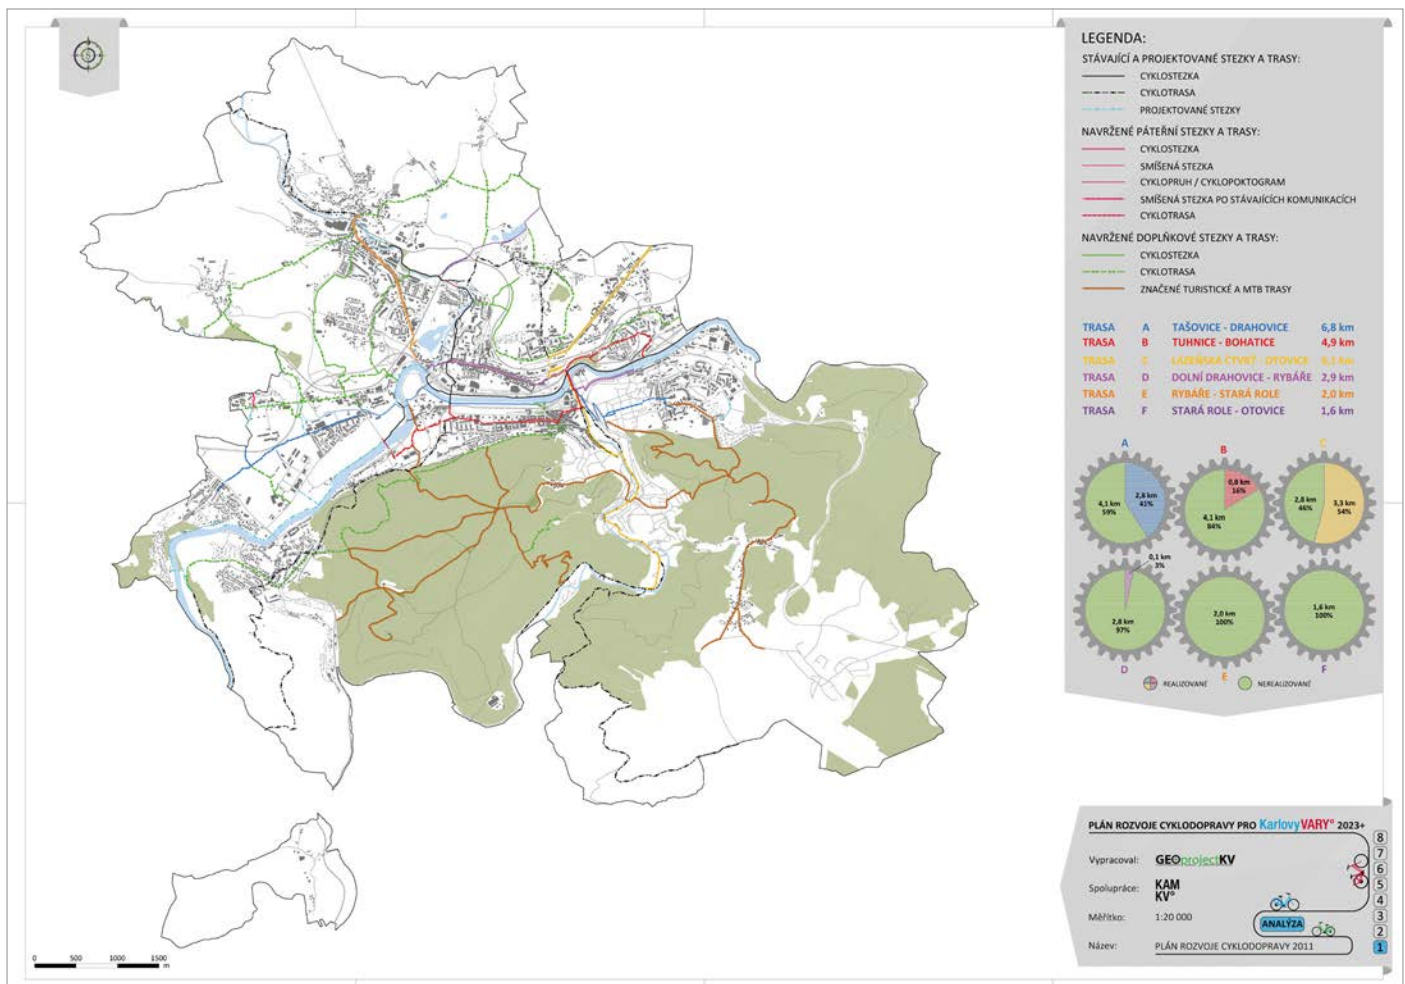 S
LEGENDA:
STÁVAJÍCÍ A PROJEKTOVANÉ STEZKY A TRASY:
CYKLOSTEZKA
CYKLOTRASA
PROJEKTOVANÉ STEZKY
NAVRŽENÉ PÁTEŘNÍ STEZKY A TRASY:
CYKLOSTEZKA
SMÍŠENÁ STEZKA
CYKLOPRUH / CYKLOPOKTOGRAM
SMÍŠENÁ STEZKA PO STÁVAJÍCÍCH KOMUNIKACÍCH
CYKLOTRASA
NAVRŽENÉ DOPLŇKOVÉ STEZKY A TRASY:
CYKLOSTEZKA
CYKLOTRASA
ZNAČENÉ TURISTICKÉ A MTB TRASY
TRASA A TAŠOVICE - DRAHOVICE 6,8 km
TRASA B TUHNICE - BOHATICE 4,9 km
TRASA C LÁZEŇSKÁ ČTVRŤ - OTOVICE 6,1 km
TRASA D DOLNÍ DRAHOVICE - RYBÁŘE 2,9 km
TRASA E RYBÁŘE - STARÁ ROLE 2,0 km
TRASA F STARÁ ROLE - OTOVICE 1,6 km
A B C
4,1 km 59%
2,8 km 41%
0,8 km 16%
4,1 km 84%
2,8 km 46%
3,3 km 54%
0,1 km 3%
2,8 km 97%
2,0 km 100%
1,6 km 100%
D E F
REALIZOVANÉ NEREALIZOVANÉ
PLÁN ROZVOJE CYKLODOPRAVY PRO KarlovyVARY° 2023+
Vypracoval: GEOprojectKV
Spolupráce: KAM
KV°
Měřítko: 1:20 000
ANALÝZA
Název: PLÁN ROZVOJE CYKLODOPRAVY 2011
8
7
6
5
4
3
2
1
0 500 1000 1500 m